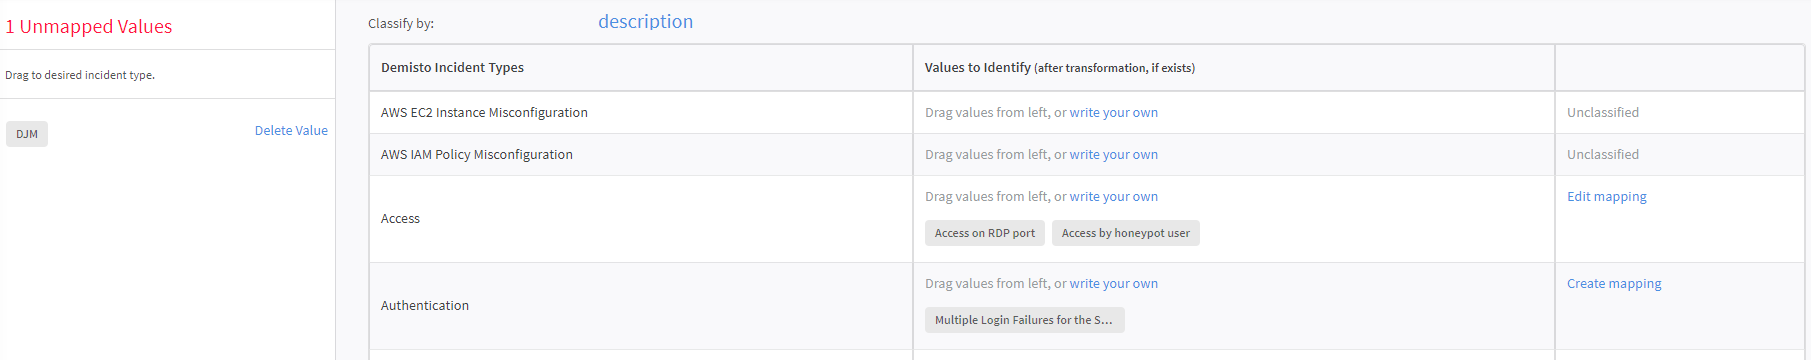 1 Unmapped Values
Drag to desired incident type.
DJM Delete Value
Classify by: description
Demisto Incident Types Values to Identify (after transformation, if exists)
AWS EC2 Instance Misconfiguration Drag values from left, or write your own Unclassified
AWS IAM Policy Misconfiguration Drag values from left, or write your own Unclassified
Access Drag values from left, or write your own Edit mapping
Access on RDP port Access by honeypot user
Authentication Drag values from left, or write your own Create mapping
Multiple Login Failures for the S...